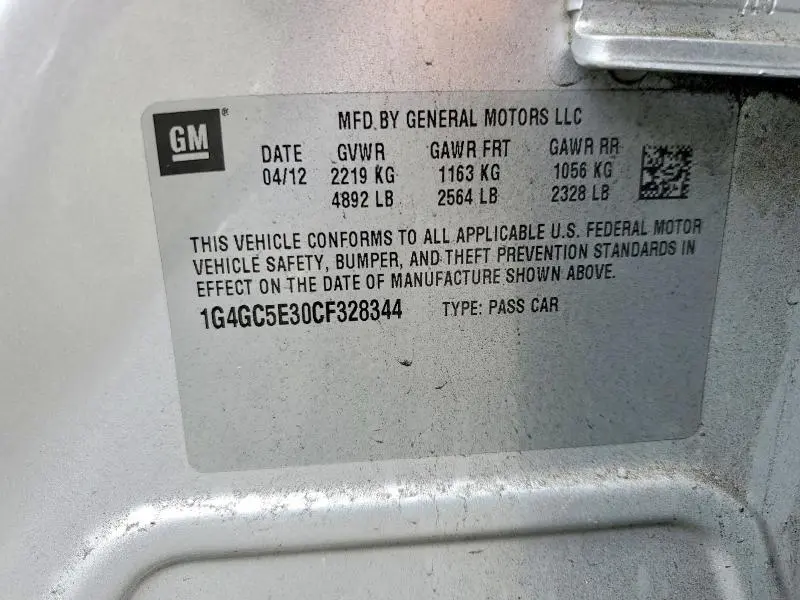 GM ®
MFD. BY GENERAL MOTORS LLC
DATE GVWR GAWR FRT GAWR RR
04/12 2219 KG 1163 KG 1056 KG
4892 LB 2564 LB 2328 LB
THIS VEHICLE CONFORMS TO ALL APPLICABLE U.S. FEDERAL MOTOR
VEHICLE SAFETY, BUMPER, AND THEFT PREVENTION STANDARDS IN
EFFECT ON THE DATE OF MANUFACTURE SHOWN ABOVE.
1G4GC5E30CF328344 TYPE: PASS CAR